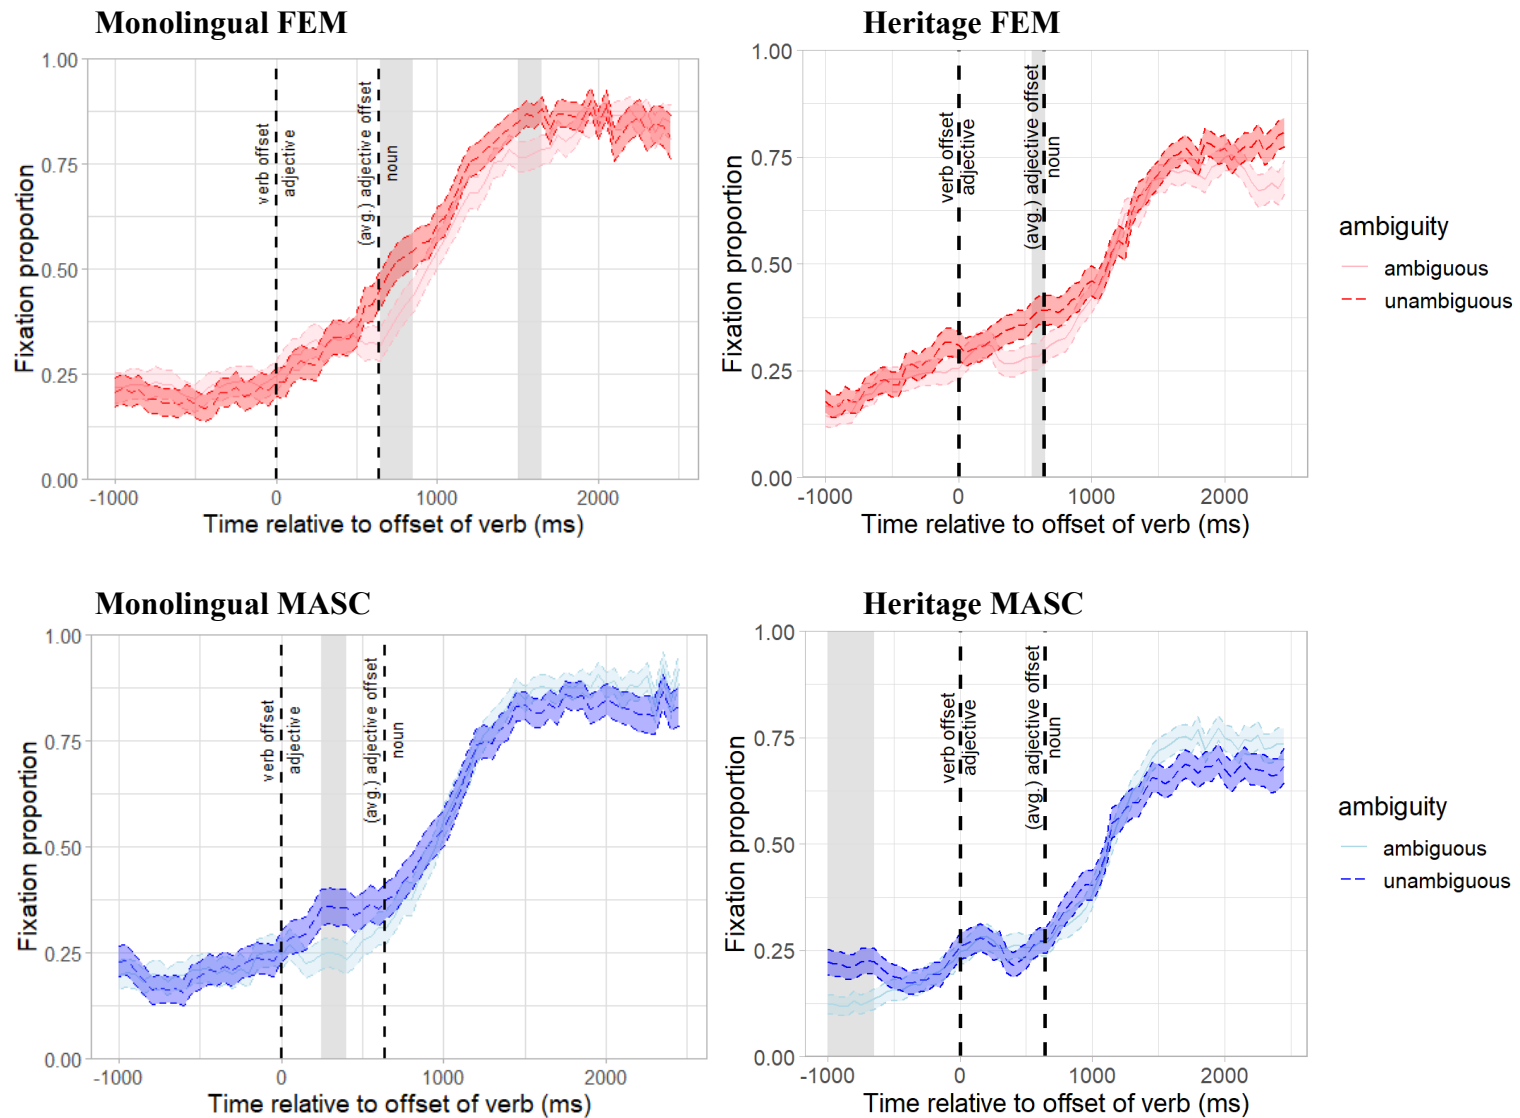 Monolingual FEM
1.00
0.75
0.50
0.25
0.00
-1000
0
1000
2000
Fixation proportion
Time relative to offset of verb (ms)
verb offset
adjective
(avg.) adjective offset
noun
Heritage FEM
1.00
0.75
0.50
0.25
0.00
-1000
0
1000
2000
Fixation proportion
Time relative to offset of verb (ms)
verb offset
adjective
(avg.) adjective offset
noun
ambiguity
ambiguous
unambiguous
Monolingual MASC
1.00
0.75
0.50
0.25
0.00
-1000
0
1000
2000
Fixation proportion
Time relative to offset of verb (ms)
verb offset
adjective
(avg.) adjective offset
noun
Heritage MASC
1.00
0.75
0.50
0.25
0.00
-1000
0
1000
2000
Fixation proportion
Time relative to offset of verb (ms)
verb offset
adjective
(avg.) adjective offset
noun
ambiguity
ambiguous
unambiguous